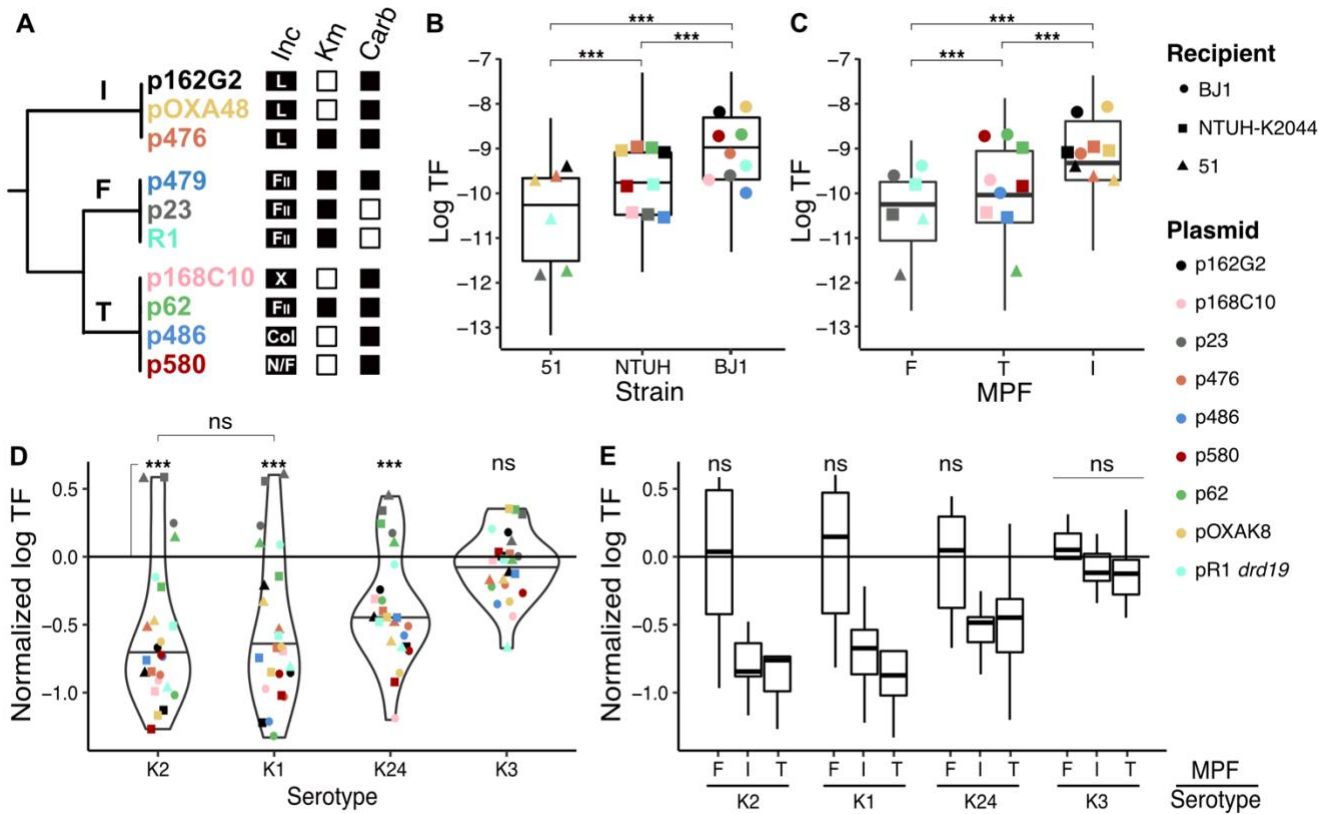 A
Inc Km Carb
I
p162G2 L
pOXA48 L
p476 L
F
p479 FII
p23 FII
R1 FII
T
p168C10 X
p62 FII
p486 Col
p580 N/F
B
*** *** ***
Log TF
−7
−8
−9
−10
−11
−12
−13
51 NTUH BJ1
Strain
C
*** *** ***
Log TF
−7
−8
−9
−10
−11
−12
−13
F T I
MPF
Recipient
BJ1
NTUH-K2044
51
Plasmid
p162G2
p168C10
p23
p476
p486
p580
p62
pOXAK8
pR1 drd19
D
ns
*** *** *** ns
Normalized log TF
0.5
0.0
−0.5
−1.0
K2 K1 K24 K3
Serotype
E
ns ns ns ns
Normalized log TF
0.5
0.0
−0.5
−1.0
F I T F I T F I T F I T MPF
K2 K1 K24 K3 Serotype